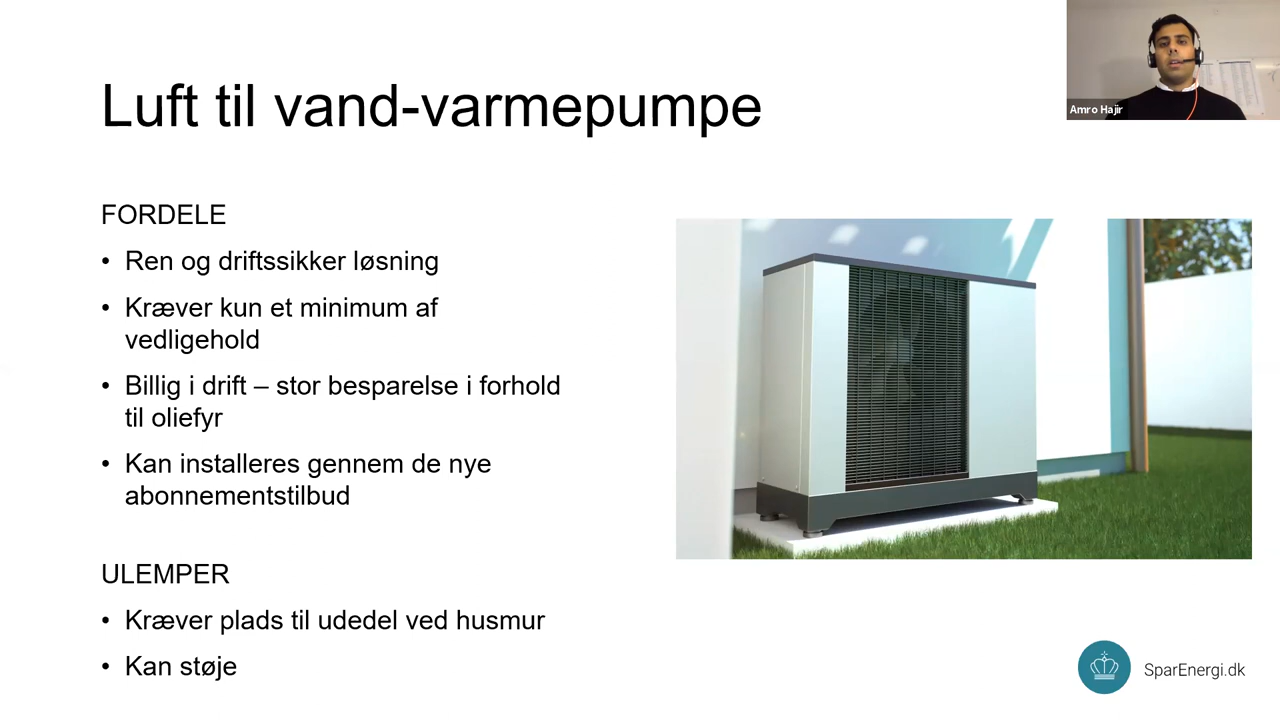 Luft til vand-varmepumpe
Amro Hajir
FORDELE
• Ren og driftssikker løsning
• Kræver kun et minimum af
vedligehold
• Billig i drift – stor besparelse i forhold
til oliefyr
• Kan installeres gennem de nye
abonnementstilbud
ULEMPER
• Kræver plads til udedel ved husmur
• Kan støje
SparEnergi.dk